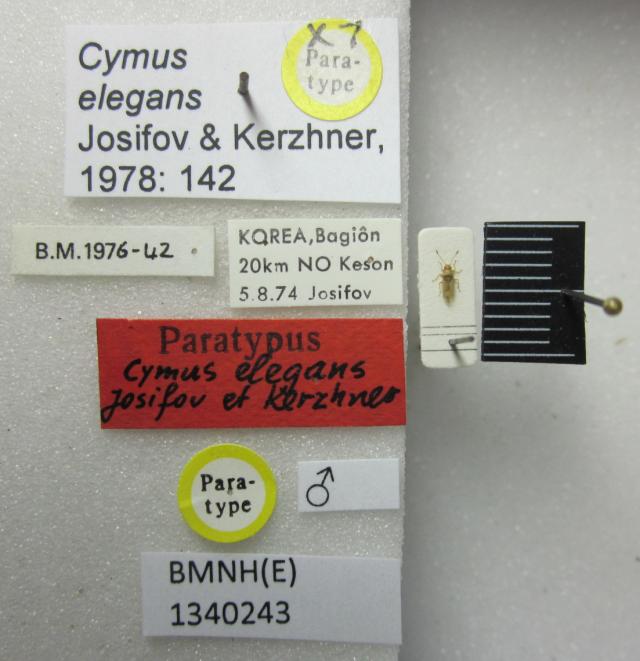 Cymus
elegans
Josifov & Kerzhner,
1978: 142
X7
Para-
type
B.M.1976-42
KOREA,Bagiôn
20km NO Keson
5.8.74 Josifov
Paratypus
Cymus elegans
Josifov et Kerzhner
Para-
type
♂
BMNH(E)
1340243